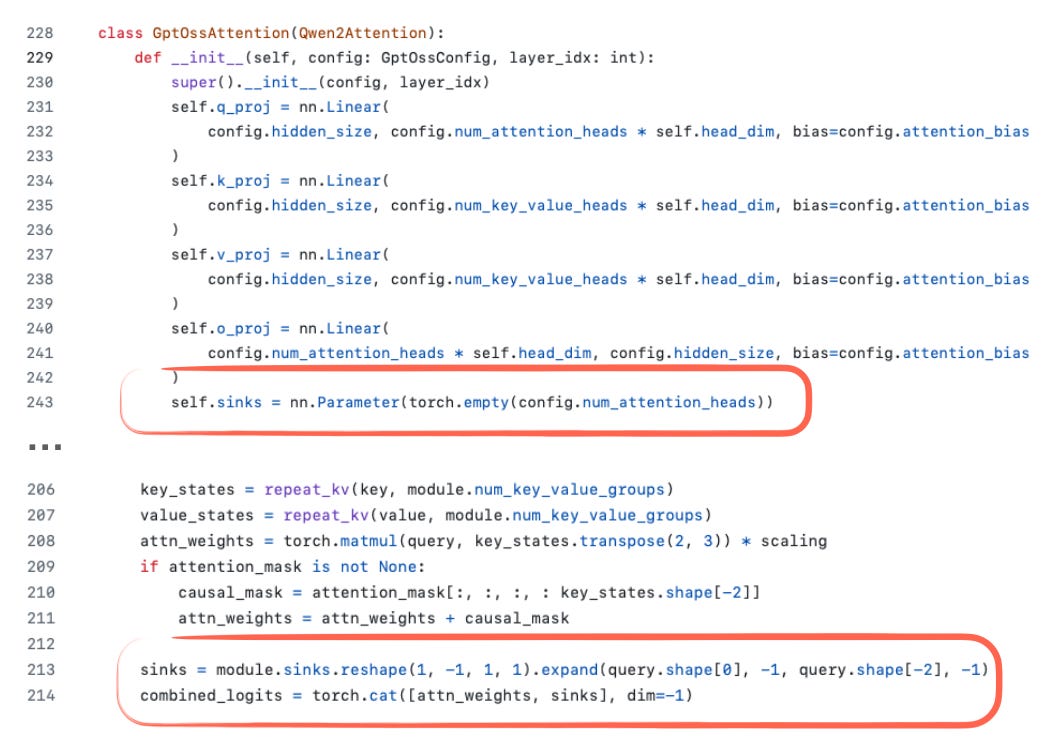 228 class GptOssAttention(Qwen2Attention):
229 def __init__(self, config: GptOssConfig, layer_idx: int):
230 super().__init__(config, layer_idx)
231 self.q_proj = nn.Linear(
232 config.hidden_size, config.num_attention_heads * self.head_dim, bias=config.attention_bias
233 )
234 self.k_proj = nn.Linear(
235 config.hidden_size, config.num_key_value_heads * self.head_dim, bias=config.attention_bias
236 )
237 self.v_proj = nn.Linear(
238 config.hidden_size, config.num_key_value_heads * self.head_dim, bias=config.attention_bias
239 )
240 self.o_proj = nn.Linear(
241 config.num_attention_heads * self.head_dim, config.hidden_size, bias=config.attention_bias
242 )
243 self.sinks = nn.Parameter(torch.empty(config.num_attention_heads))
...
206 key_states = repeat_kv(key, module.num_key_value_groups)
207 value_states = repeat_kv(value, module.num_key_value_groups)
208 attn_weights = torch.matmul(query, key_states.transpose(2, 3)) * scaling
209 if attention_mask is not None:
210 causal_mask = attention_mask[:, :, :, : key_states.shape[-2]]
211 attn_weights = attn_weights + causal_mask
212
213 sinks = module.sinks.reshape(1, -1, 1, 1).expand(query.shape[0], -1, query.shape[-2], -1)
214 combined_logits = torch.cat([attn_weights, sinks], dim=-1)